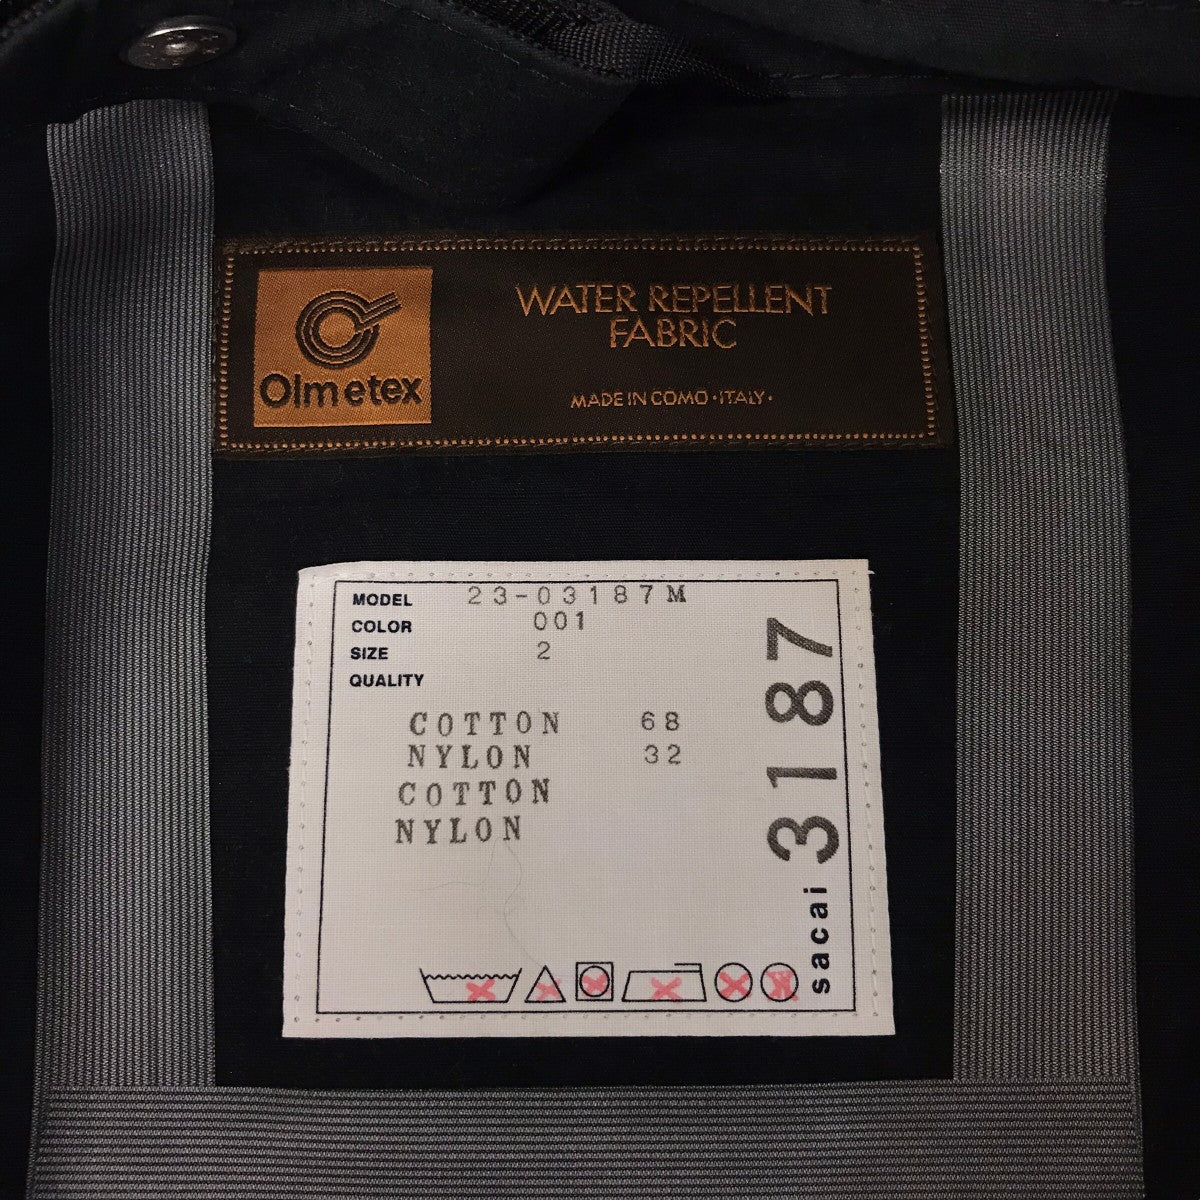 Olmetex
WATER REPELLENT
FABRIC
MADE IN COMO · ITALY ·
MODEL 23-03187M
COLOR 001
SIZE 2
QUALITY
COTTON 68
NYLON 32
COTTON
NYLON
sacai 3187